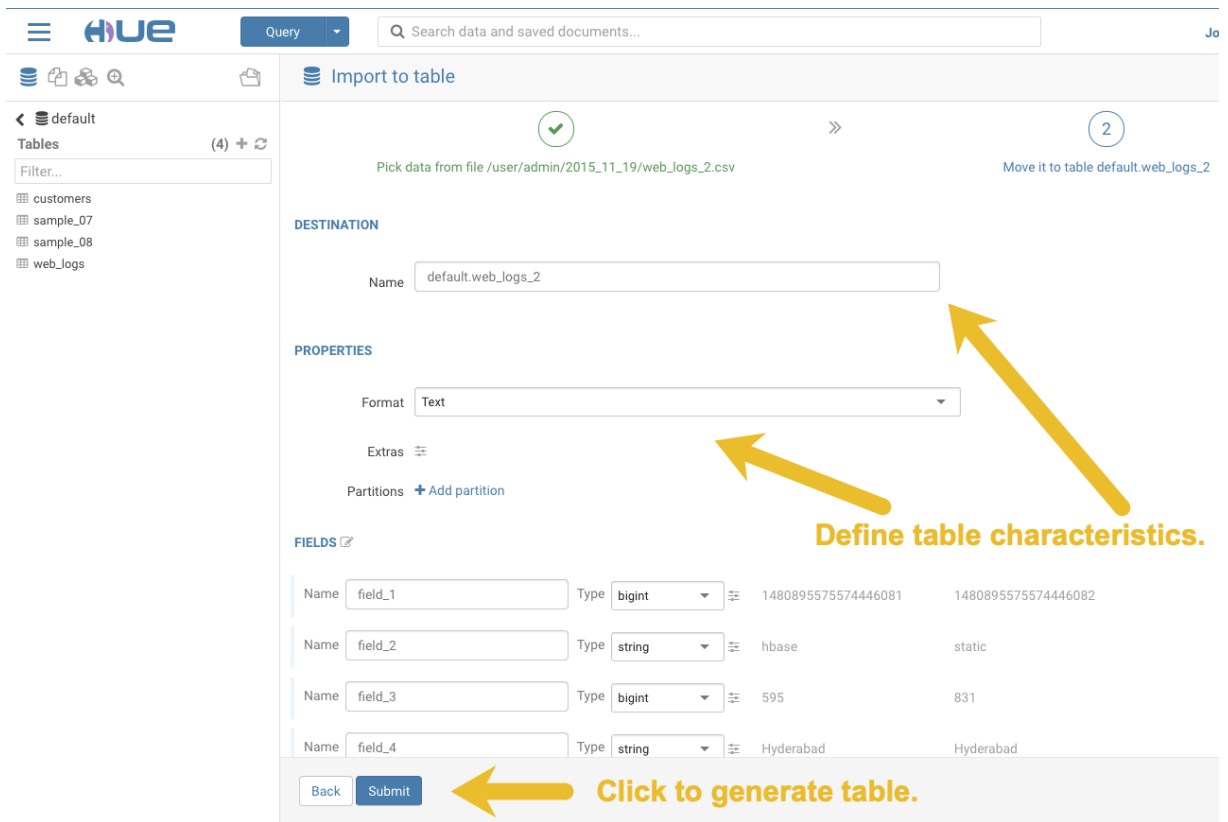 HUE Query Search data and saved documents... Jo
Import to table
default
Tables (4)
Filter...
customers
sample_07
sample_08
web_logs
2
Pick data from file /user/admin/2015_11_19/web_logs_2.csv Move it to table default.web_logs_2
DESTINATION
Name default.web_logs_2
PROPERTIES
Format Text
Extras
Partitions Add partition
Define table characteristics.
FIELDS
Name field_1 Type bigint 1480895575574446081 1480895575574446082
Name field_2 Type string hbase static
Name field_3 Type bigint 595 831
Name field_4 Type string Hyderabad Hyderabad
Back Submit Click to generate table.